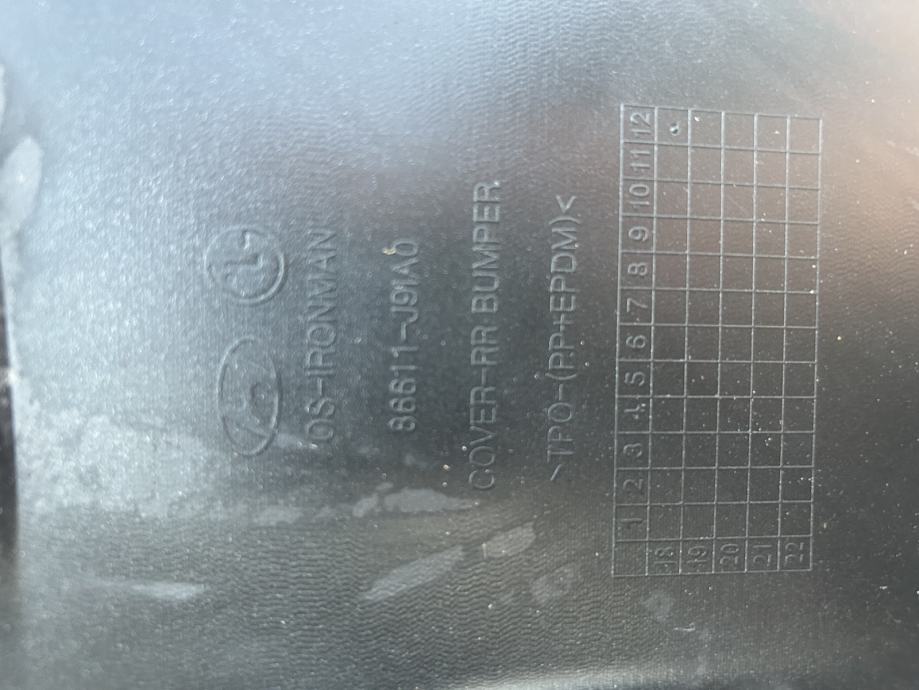 L
OS-IRONMAN
86611-J9IA0
COVER-RR BUMPER.
>TPO-(PP+EPDM)<
1 2 3 4 5 6 7 8 9 10 11 12
18
19
20
21
22